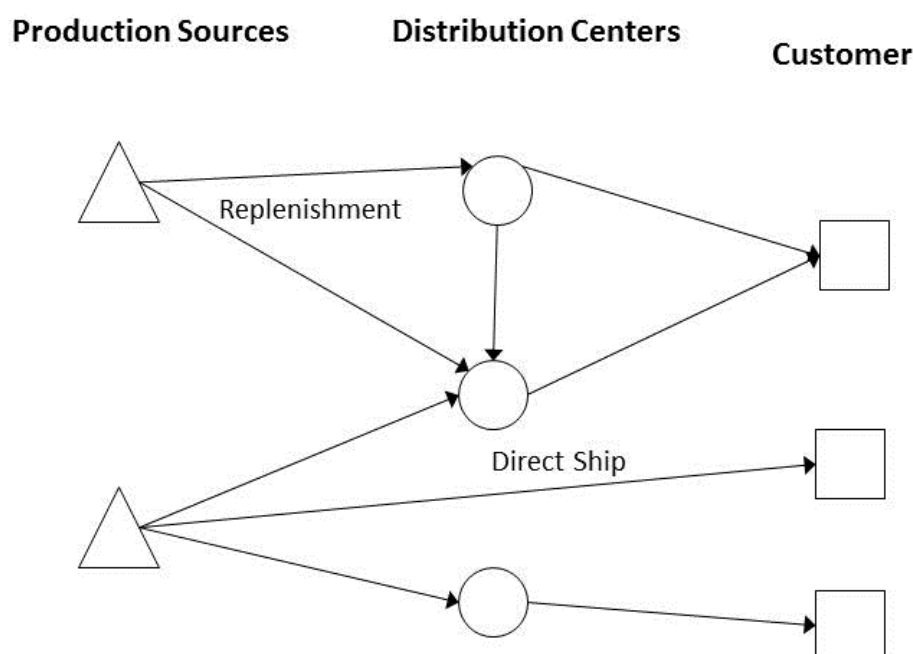 Production Sources
Distribution Centers
Customer
Replenishment
Direct Ship